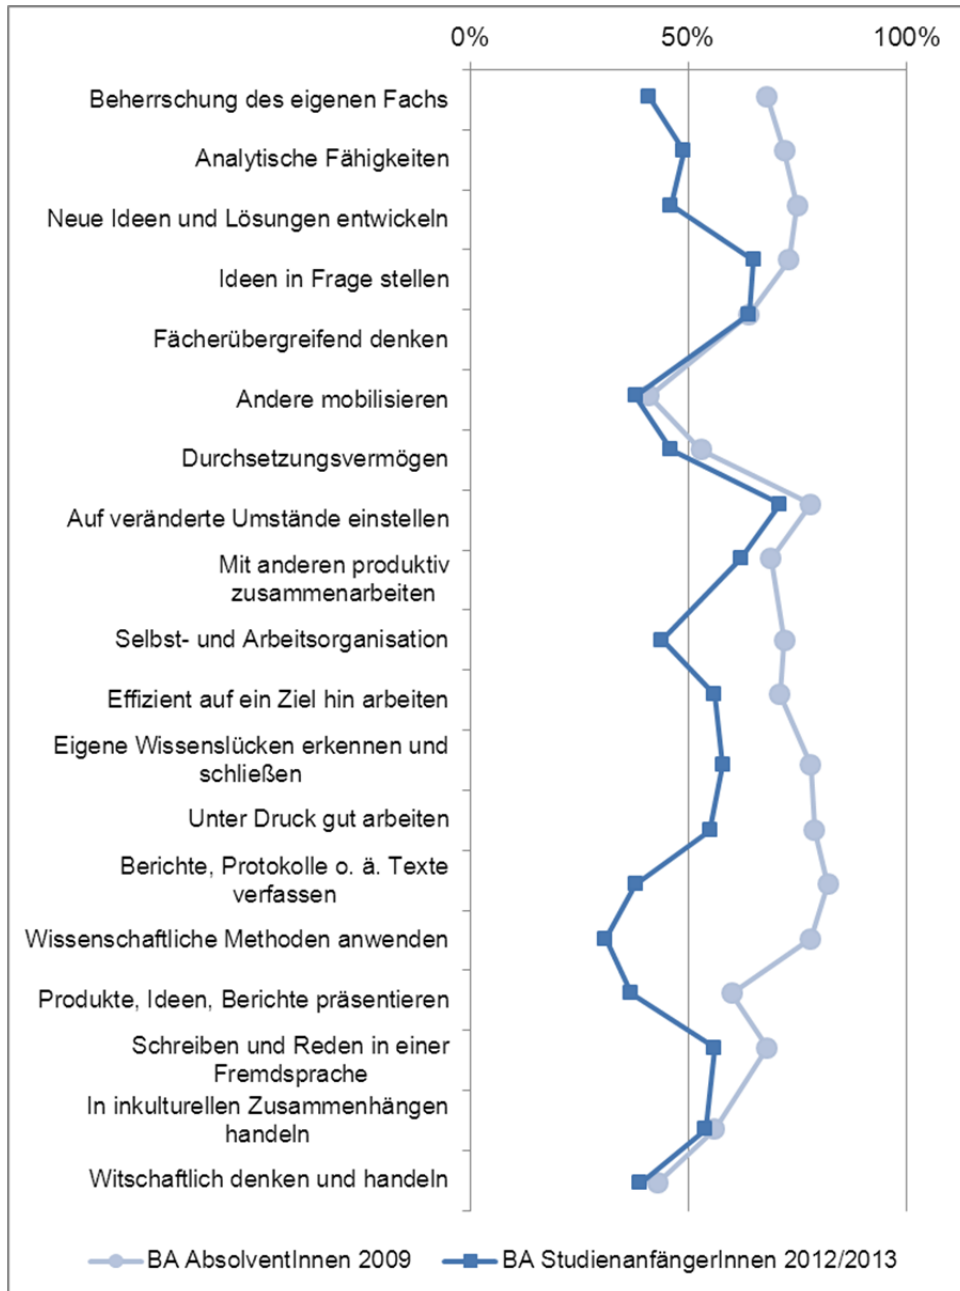 0% 50% 100%
Beherrschung des eigenen Fachs
Analytische Fähigkeiten
Neue Ideen und Lösungen entwickeln
Ideen in Frage stellen
Fächerübergreifend denken
Andere mobilisieren
Durchsetzungsvermögen
Auf veränderte Umstände einstellen
Mit anderen produktiv
zusammenarbeiten
Selbst- und Arbeitsorganisation
Effizient auf ein Ziel hin arbeiten
Eigene Wissenslücken erkennen und
schließen
Unter Druck gut arbeiten
Berichte, Protokolle o. ä. Texte
verfassen
Wissenschaftliche Methoden anwenden
Produkte, Ideen, Berichte präsentieren
Schreiben und Reden in einer
Fremdsprache
In inkulturellen Zusammenhängen
handeln
Witschaftlich denken und handeln
BA AbsolventInnen 2009 BA StudienanfängerInnen 2012/2013